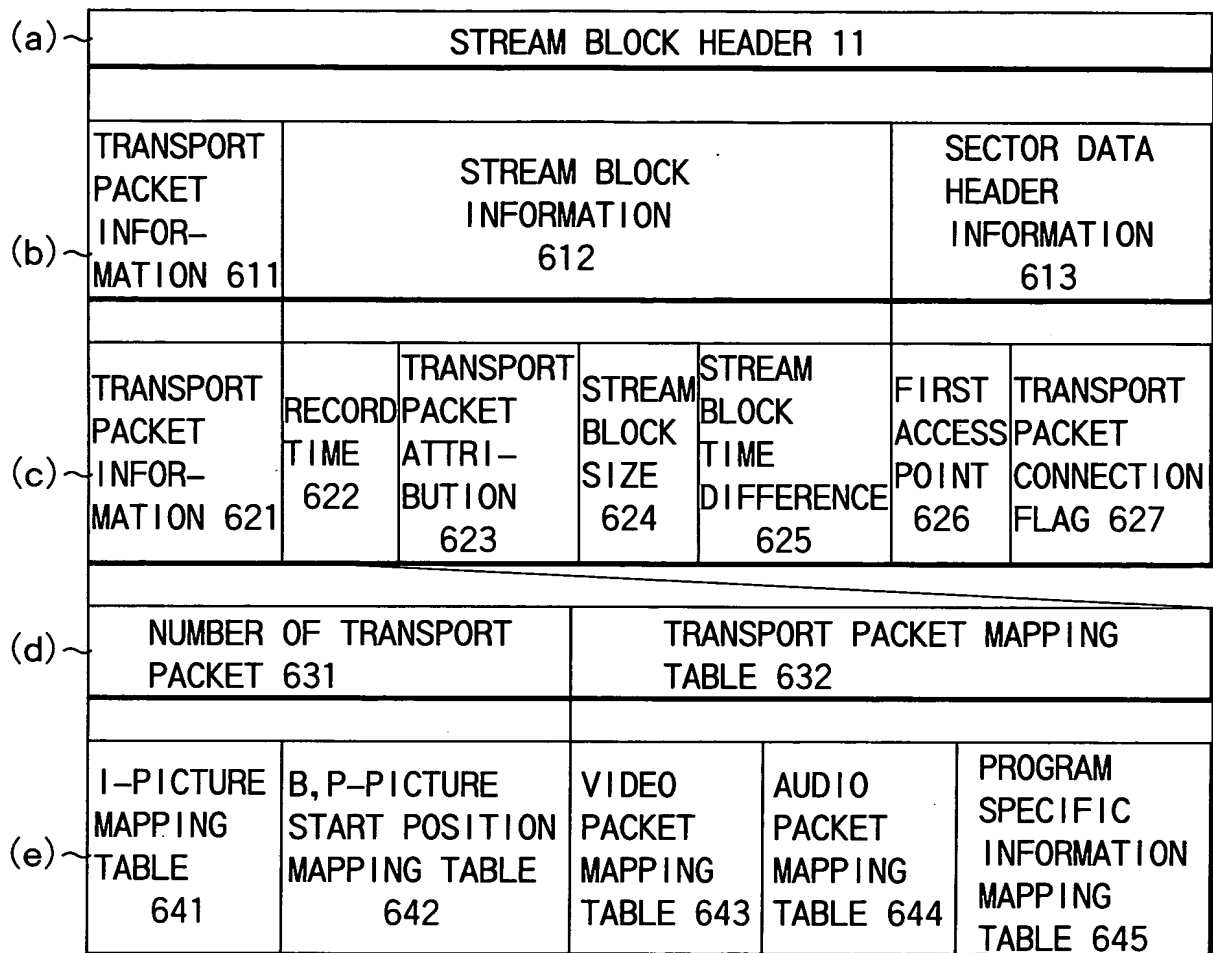 (a)
STREAM BLOCK HEADER 11
(b)
TRANSPORT
PACKET
INFOR-
MATION 611
STREAM BLOCK
INFORMATION
612
SECTOR DATA
HEADER
INFORMATION
613
(c)
TRANSPORT
PACKET
INFOR-
MATION 621
RECORD
TIME
622
TRANSPORT
PACKET
ATTRI-
BUTION
623
STREAM
BLOCK
SIZE
624
STREAM
BLOCK
TIME
DIFFERENCE
625
FIRST
ACCESS
POINT
626
TRANSPORT
PACKET
CONNECTION
FLAG 627
(d)
NUMBER OF TRANSPORT
PACKET 631
TRANSPORT PACKET MAPPING
TABLE 632
(e)
I-PICTURE
MAPPING
TABLE
641
B,P-PICTURE
START POSITION
MAPPING TABLE
642
VIDEO
PACKET
MAPPING
TABLE 643
AUDIO
PACKET
MAPPING
TABLE 644
PROGRAM
SPECIFIC
INFORMATION
MAPPING
TABLE 645